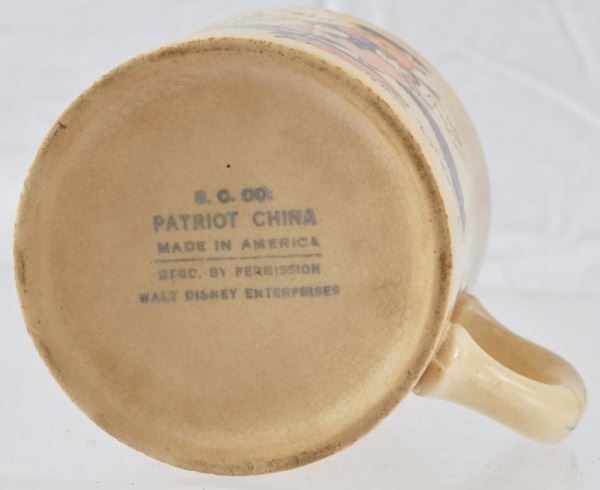 S. C. CO.
PATRIOT CHINA
MADE IN AMERICA
MFGD. BY PERMISSION
WALT DISNEY ENTERPRISES